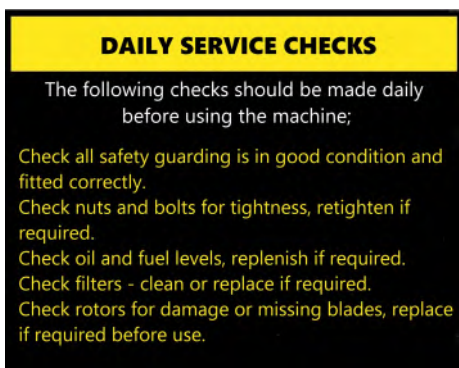 DAILY SERVICE CHECKS
The following checks should be made daily
before using the machine;
Check all safety guarding is in good condition and
fitted correctly.
Check nuts and bolts for tightness, retighten if
required.
Check oil and fuel levels, replenish if required.
Check filters - clean or replace if required.
Check rotors for damage or missing blades, replace
if required before use.